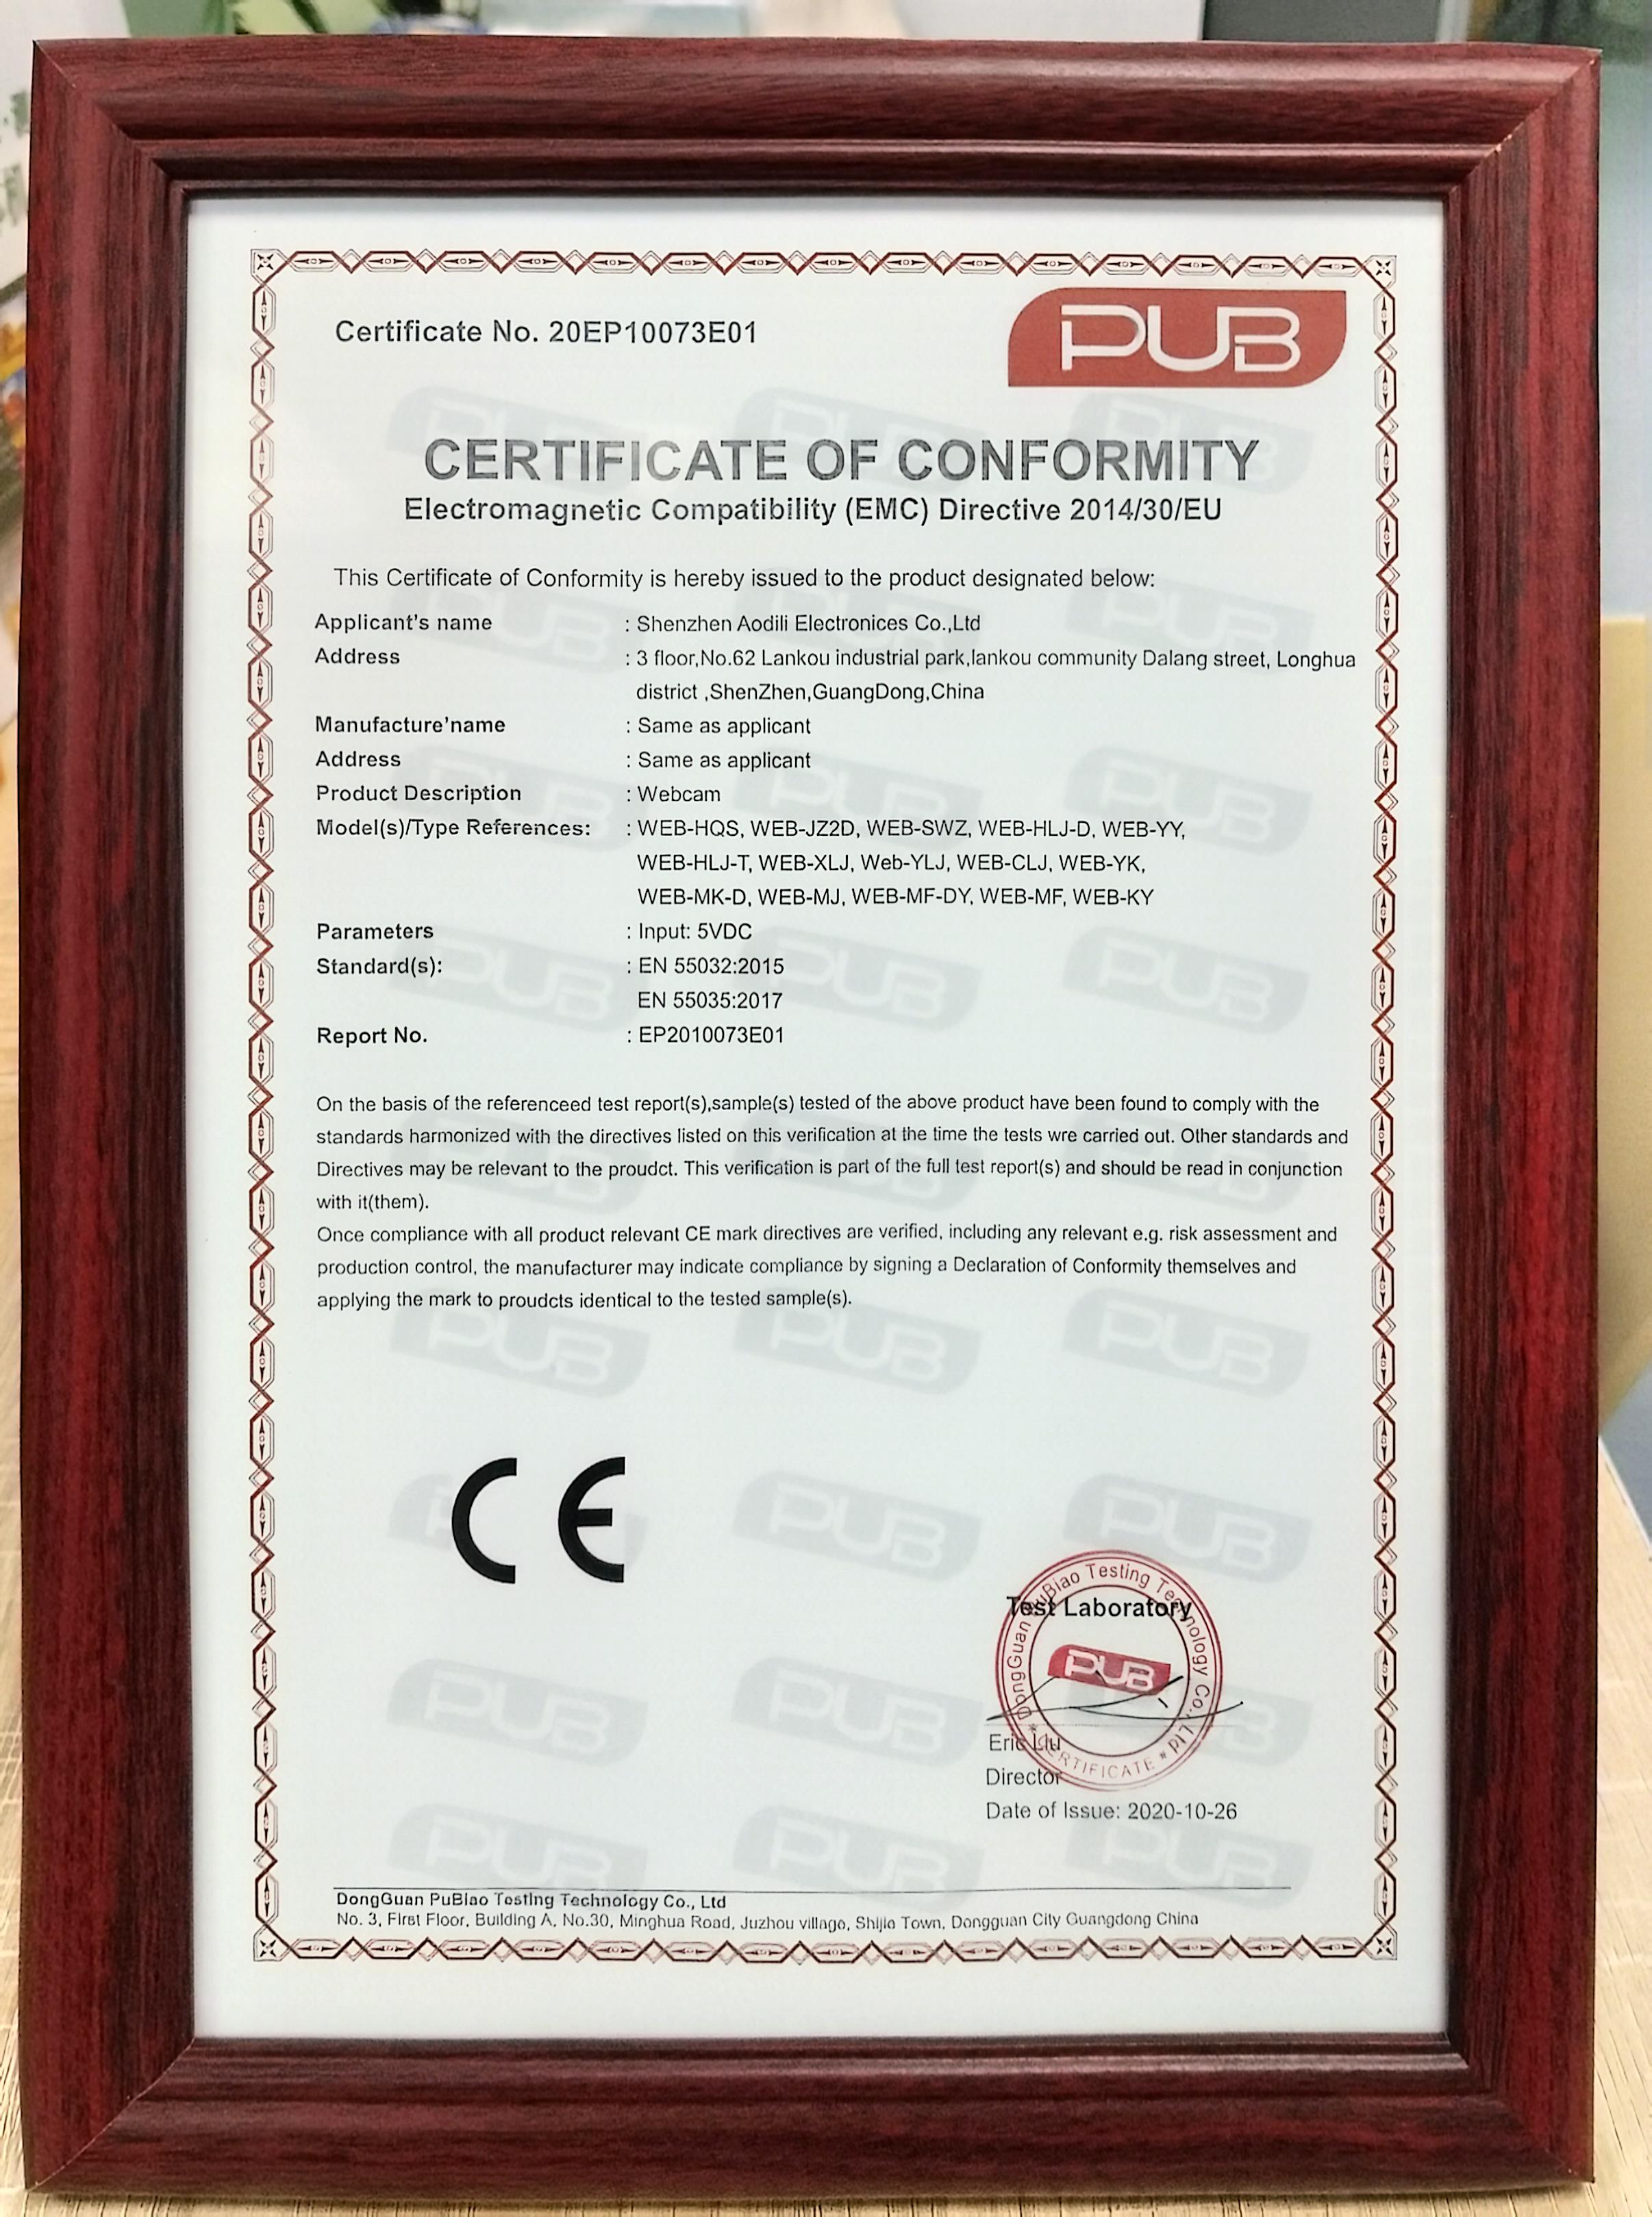 Certificate No. 20EP10073E01
PUB
CERTIFICATE OF CONFORMITY
Electromagnetic Compatibility (EMC) Directive 2014/30/EU
This Certificate of Conformity is hereby issued to the product designated below:
Applicant's name : Shenzhen Aodili Electronices Co.,Ltd
Address : 3 floor,No.62 Lankou industrial park,lankou community Dalang street, Longhua
district ,ShenZhen,GuangDong,China
Manufacture'name : Same as applicant
Address : Same as applicant
Product Description : Webcam
Model(s)/Type References: : WEB-HQS, WEB-JZ2D, WEB-SWZ, WEB-HLJ-D, WEB-YY,
WEB-HLJ-T, WEB-XLJ, Web-YLJ, WEB-CLJ, WEB-YK,
WEB-MK-D, WEB-MJ, WEB-MF-DY, WEB-MF, WEB-KY
Parameters : Input: 5VDC
Standard(s): : EN 55032:2015
EN 55035:2017
Report No. : EP2010073E01
On the basis of the referenceed test report(s),sample(s) tested of the above product have been found to comply with the
standards harmonized with the directives listed on this verification at the time the tests wre carried out. Other standards and
Directives may be relevant to the proudct. This verification is part of the full test report(s) and should be read in conjunction
with it(them).
Once compliance with all product relevant CE mark directives are verified, including any relevant e.g. risk assessment and
production control, the manufacturer may indicate compliance by signing a Declaration of Conformity themselves and
applying the mark to proudcts identical to the tested sample(s).
CE
DongGuan PuBiao Testing Technology Co., Ltd
Test Laboratory
PUB
* CERTIFICATE *
Eric Liu
Director
Date of Issue: 2020-10-26
DongGuan PuBiao Testing Technology Co., Ltd
No. 3, First Floor, Building A, No.30, Minghua Road, Juzhou village, Shijie Town, Dongguan City Guangdong China